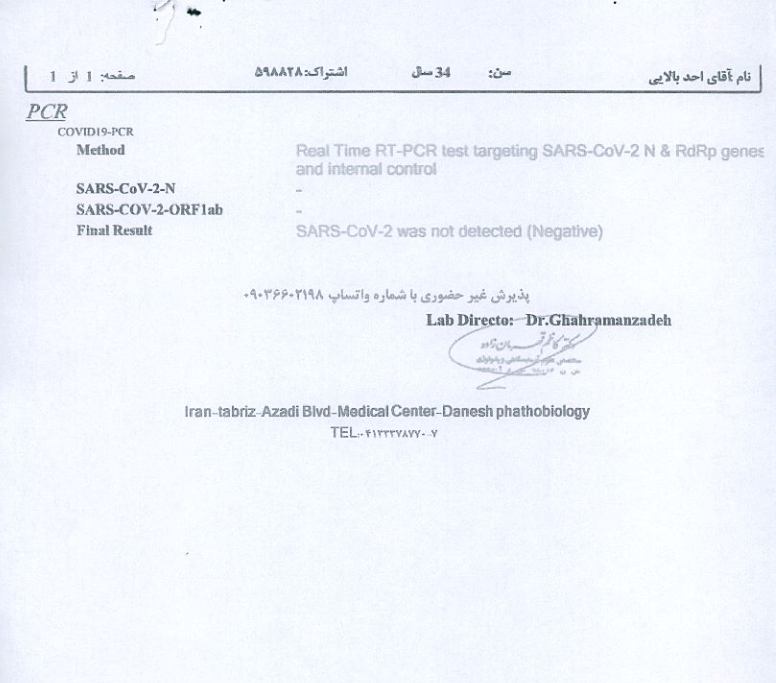 نام :آقای احد بالایی سن: 34 سال اشتراک:۵۹۸۸۲۸ صفحه: 1 از 1
PCR
COVID19-PCR
Method Real Time RT-PCR test targeting SARS-CoV-2 N & RdRp genes
and internal control
SARS-CoV-2-N -
SARS-COV-2-ORF1ab -
Final Result SARS-CoV-2 was not detected (Negative)
پذیرش غیر حضوری با شماره واتساپ ۰۹۰۳۶۶۰۲۱۹۸
Lab Directo: Dr.Ghahramanzadeh
Iran-tabriz-Azadi Blvd-Medical Center-Danesh phathobiology
TEL:-۴۱۳۳۳۷۸۷۷-۰۷